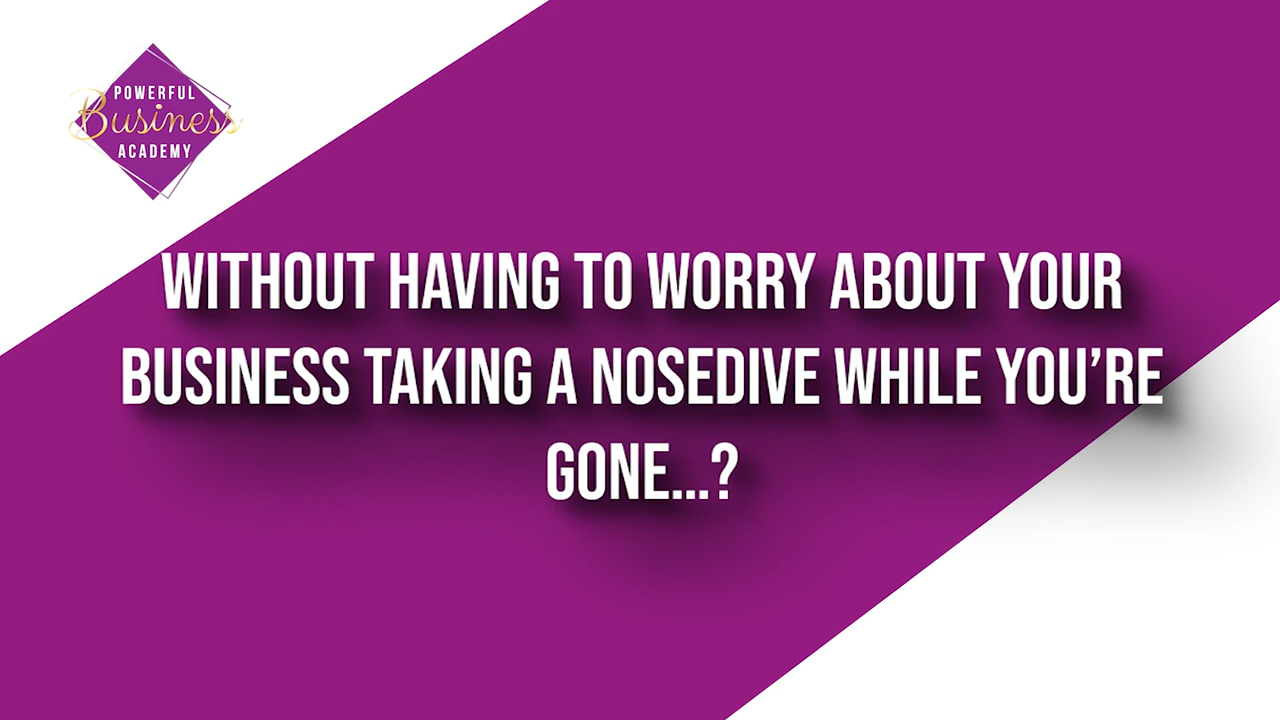 POWERFUL
Business
ACADEMY
WITHOUT HAVING TO WORRY ABOUT YOUR
BUSINESS TAKING A NOSEDIVE WHILE YOU’RE
GONE...?